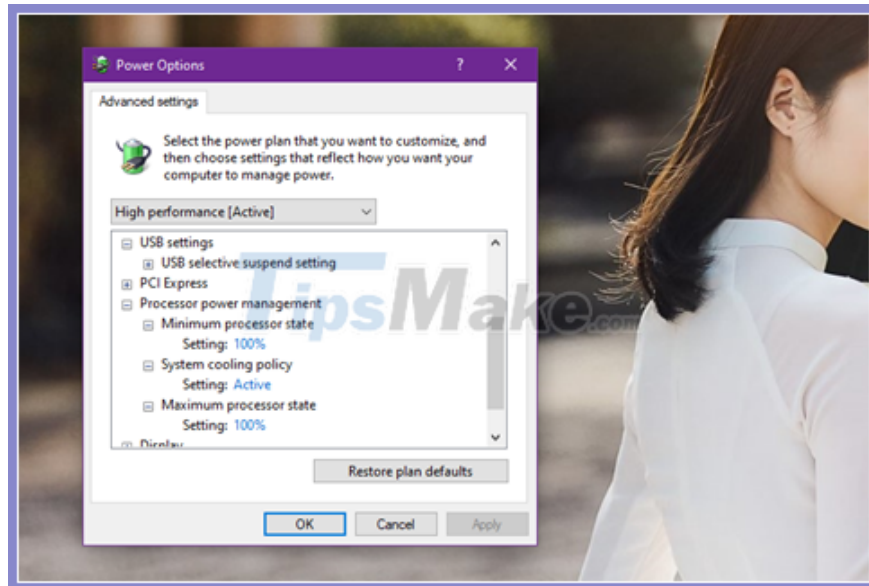 Power Options
Advanced settings
Select the power plan that you want to customize, and
then choose settings that reflect how you want your
computer to manage power.
High performance [Active]
USB settings
USB selective suspend setting
PCI Express
Processor power management
Minimum processor state
Setting: 100%
System cooling policy
Setting: Active
Maximum processor state
Setting: 100%
Display
TipsMake.com
Restore plan defaults
OK Cancel Apply